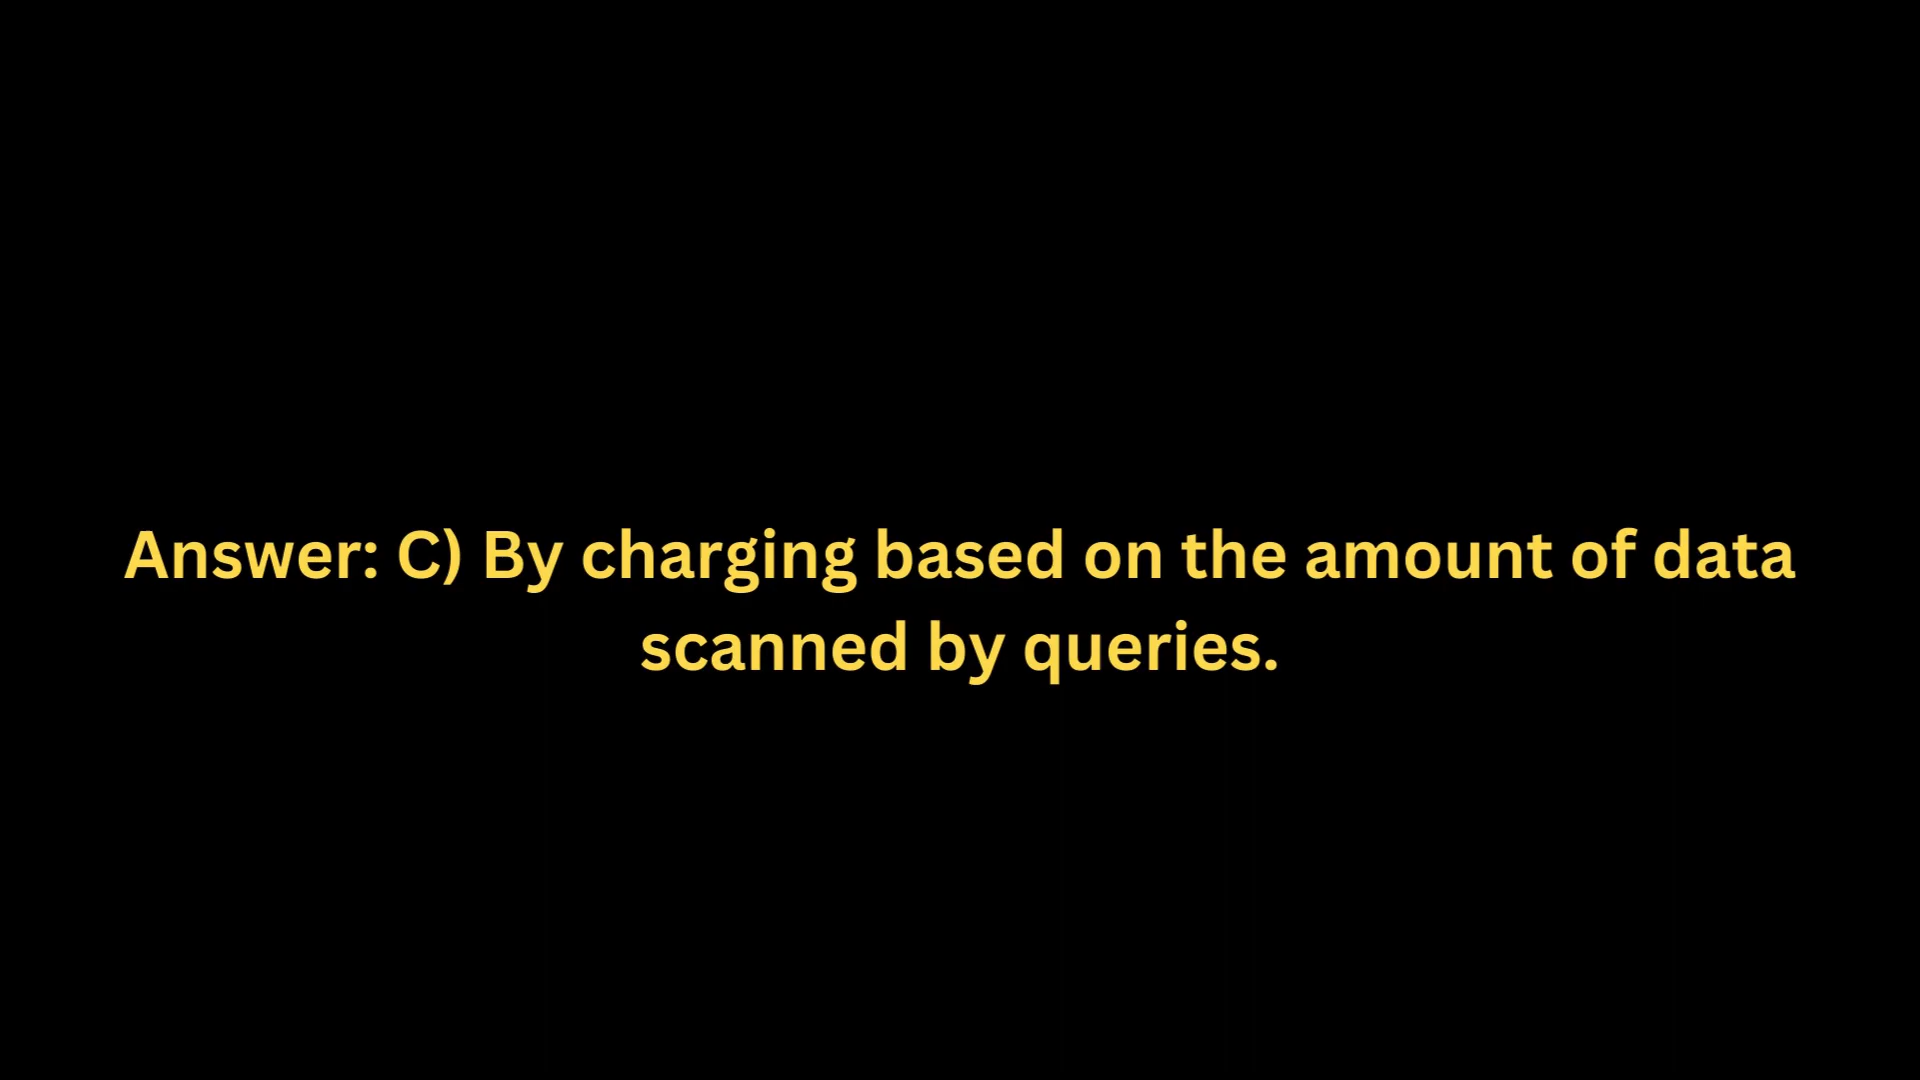 Answer: C) By charging based on the amount of data
scanned by queries.